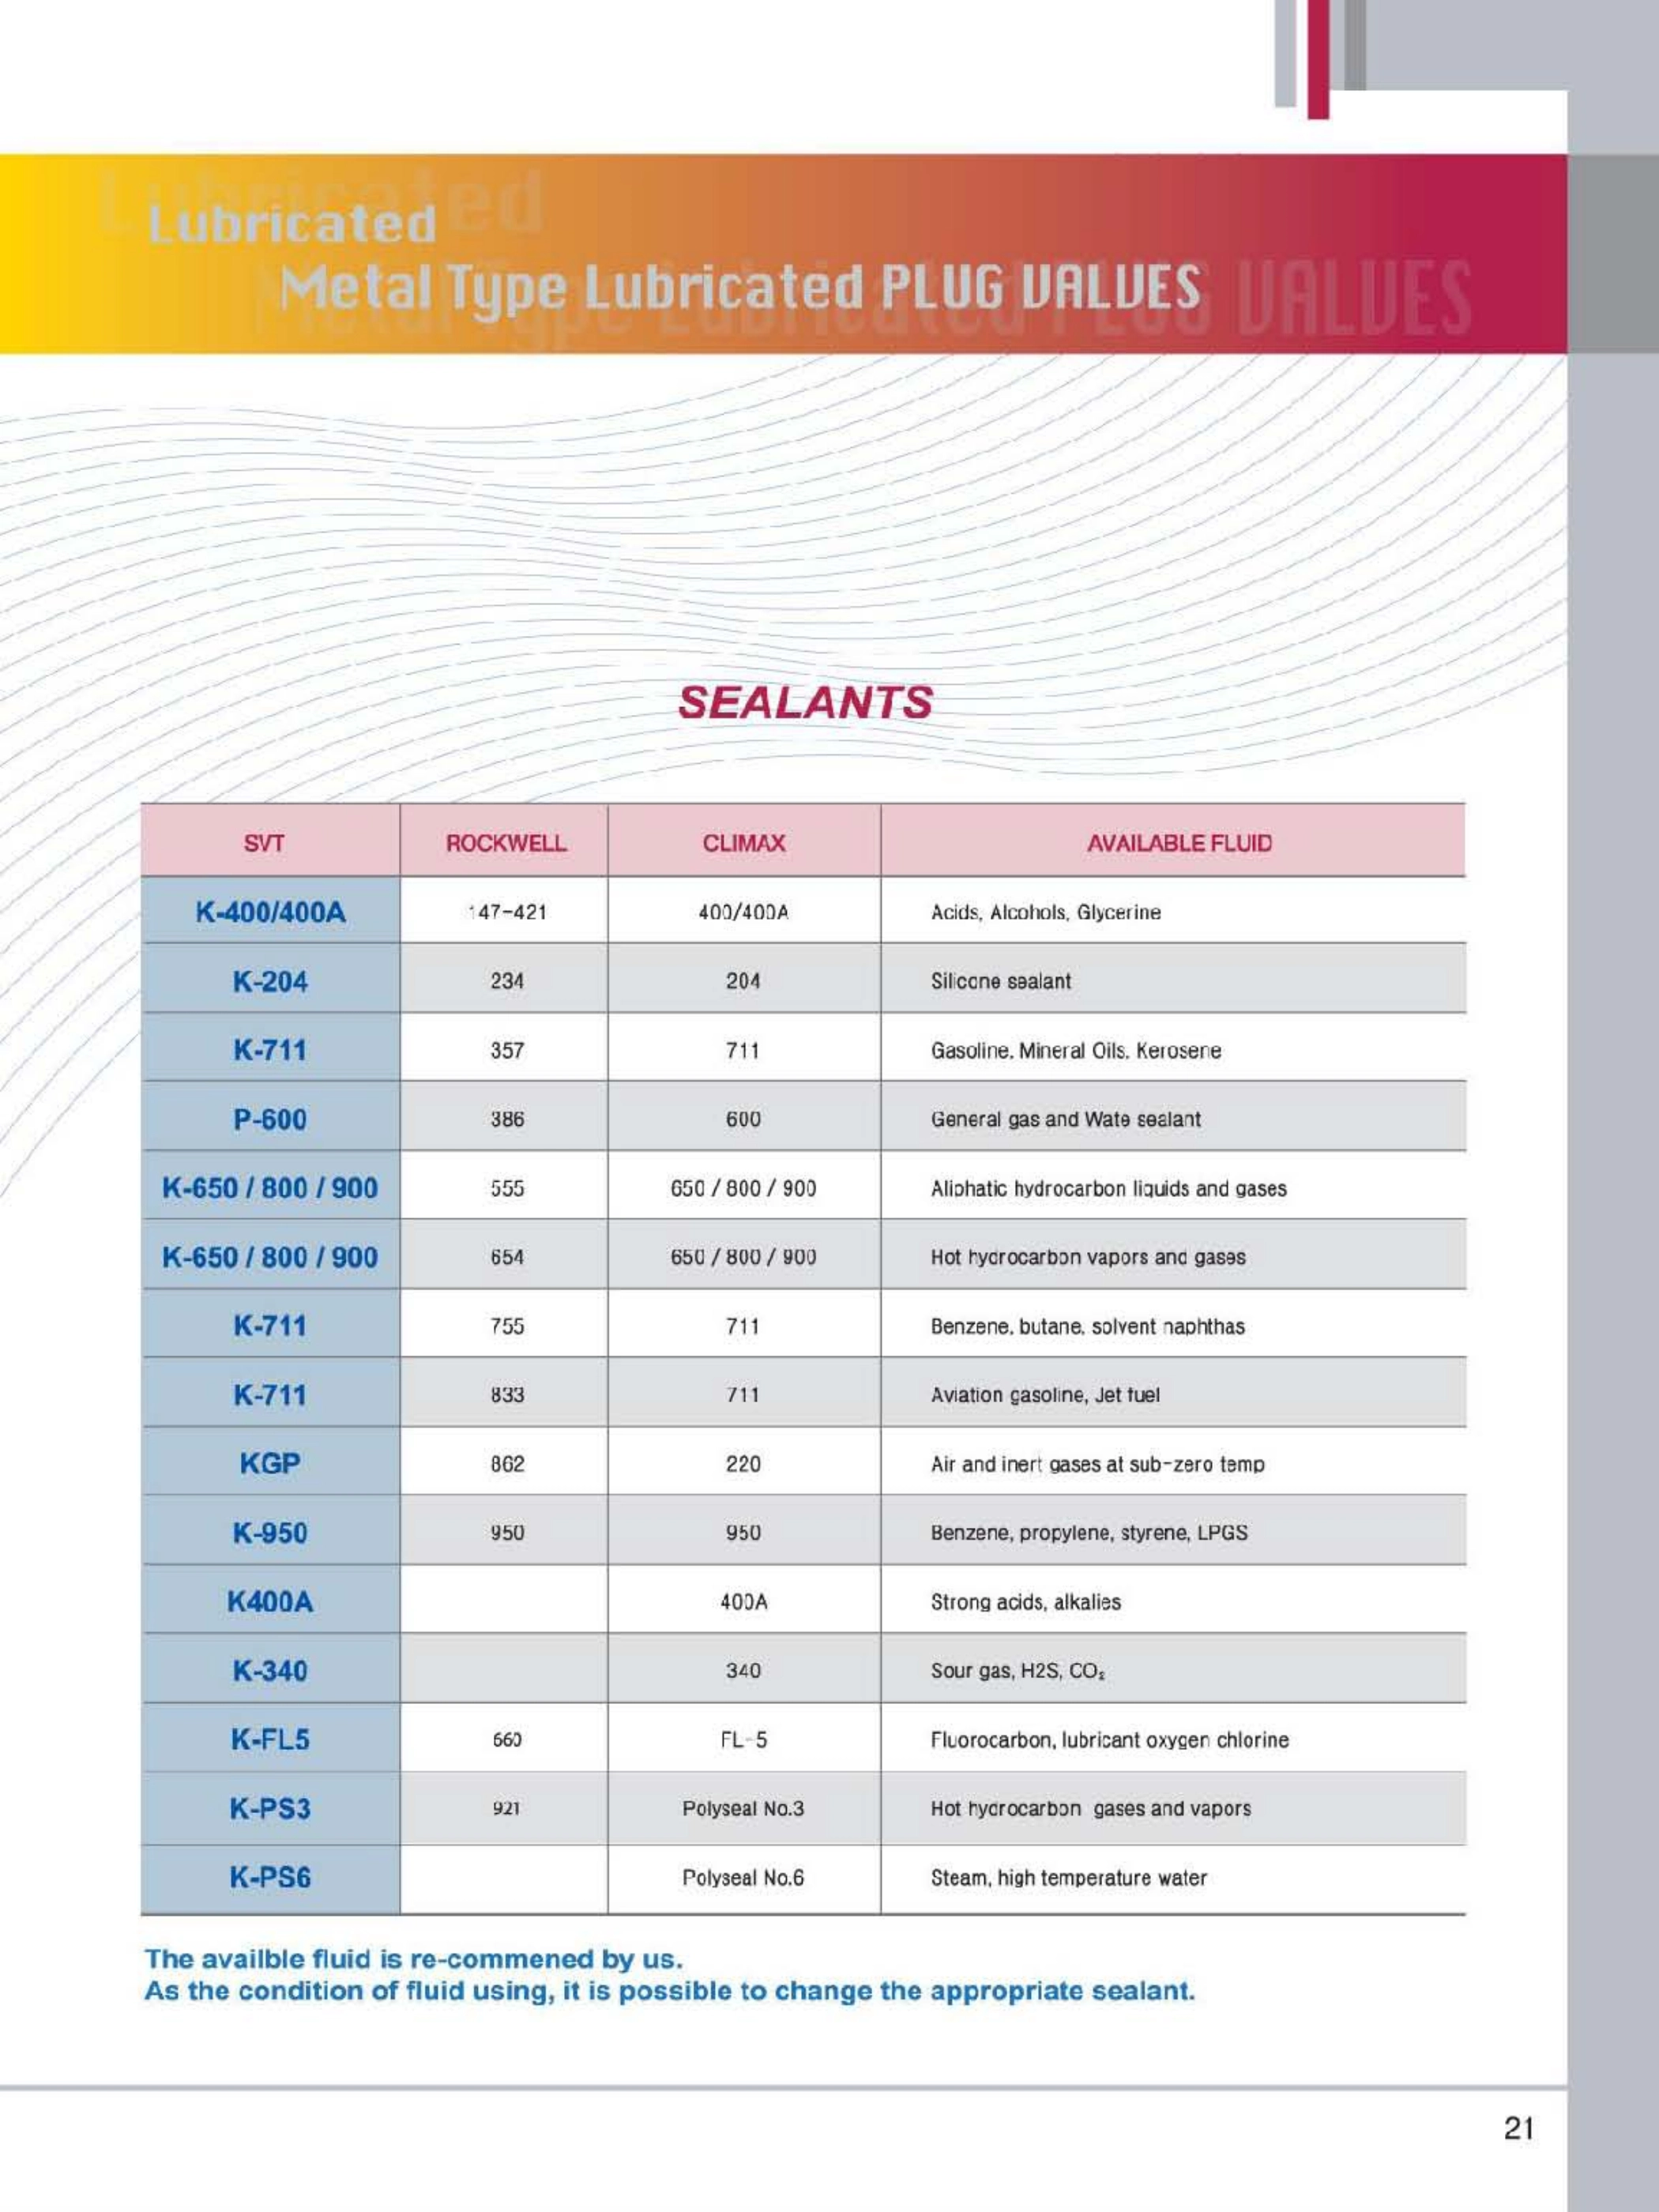 Lubricated
Metal Type Lubricated PLUG VALVES
SEALANTS
SVT ROCKWELL CLIMAX AVAILABLE FLUID
K-400/400A 147-421 400/400A Acids, Alcohols, Glycerine
K-204 234 204 Silicone sealant
K-711 357 711 Gasoline, Mineral Oils, Kerosene
P-600 386 600 General gas and Wate sealant
K-650 / 800 / 900 555 650 / 800 / 900 Aliphatic hydrocarbon liquids and gases
K-650 / 800 / 900 654 650 / 800 / 900 Hot hydrocarbon vapors and gases
K-711 755 711 Benzene, butane, solvent naphthas
K-711 833 711 Aviation gasoline, Jet fuel
KGP 862 220 Air and inert gases at sub-zero temp
K-950 950 950 Benzene, propylene, styrene, LPGS
K400A 400A Strong acids, alkalies
K-340 340 Sour gas, H2S, CO₂
K-FL5 660 FL-5 Fluorocarbon, lubricant oxygen chlorine
K-PS3 921 Polyseal No.3 Hot hydrocarbon gases and vapors
K-PS6 Polyseal No.6 Steam, high temperature water
The availble fluid is re-commened by us.
As the condition of fluid using, it is possible to change the appropriate sealant.
21